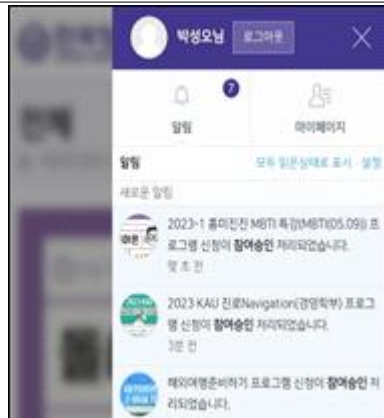 박성오님 로그아웃
7
알림 마이페이지
알림 모두 읽은상태로 표시 · 설정
새로운 알림
2023-1 흥미진진 MBTI 특강(MBTI(05.09)) 프
로그램 신청이 참여승인 처리되었습니다.
몇 초 전
2023 KAU 진로Navigation(경영학부) 프로그
램 신청이 참여승인 처리되었습니다.
3분 전
해외여행준비하기 프로그램 신청이 참여승인 처
리되었습니다.